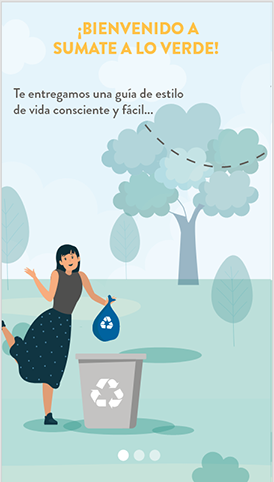 ¡BIENVENIDO A
SUMATE A LO VERDE!
Te entregamos una guía de estilo
de vida consciente y fácil...